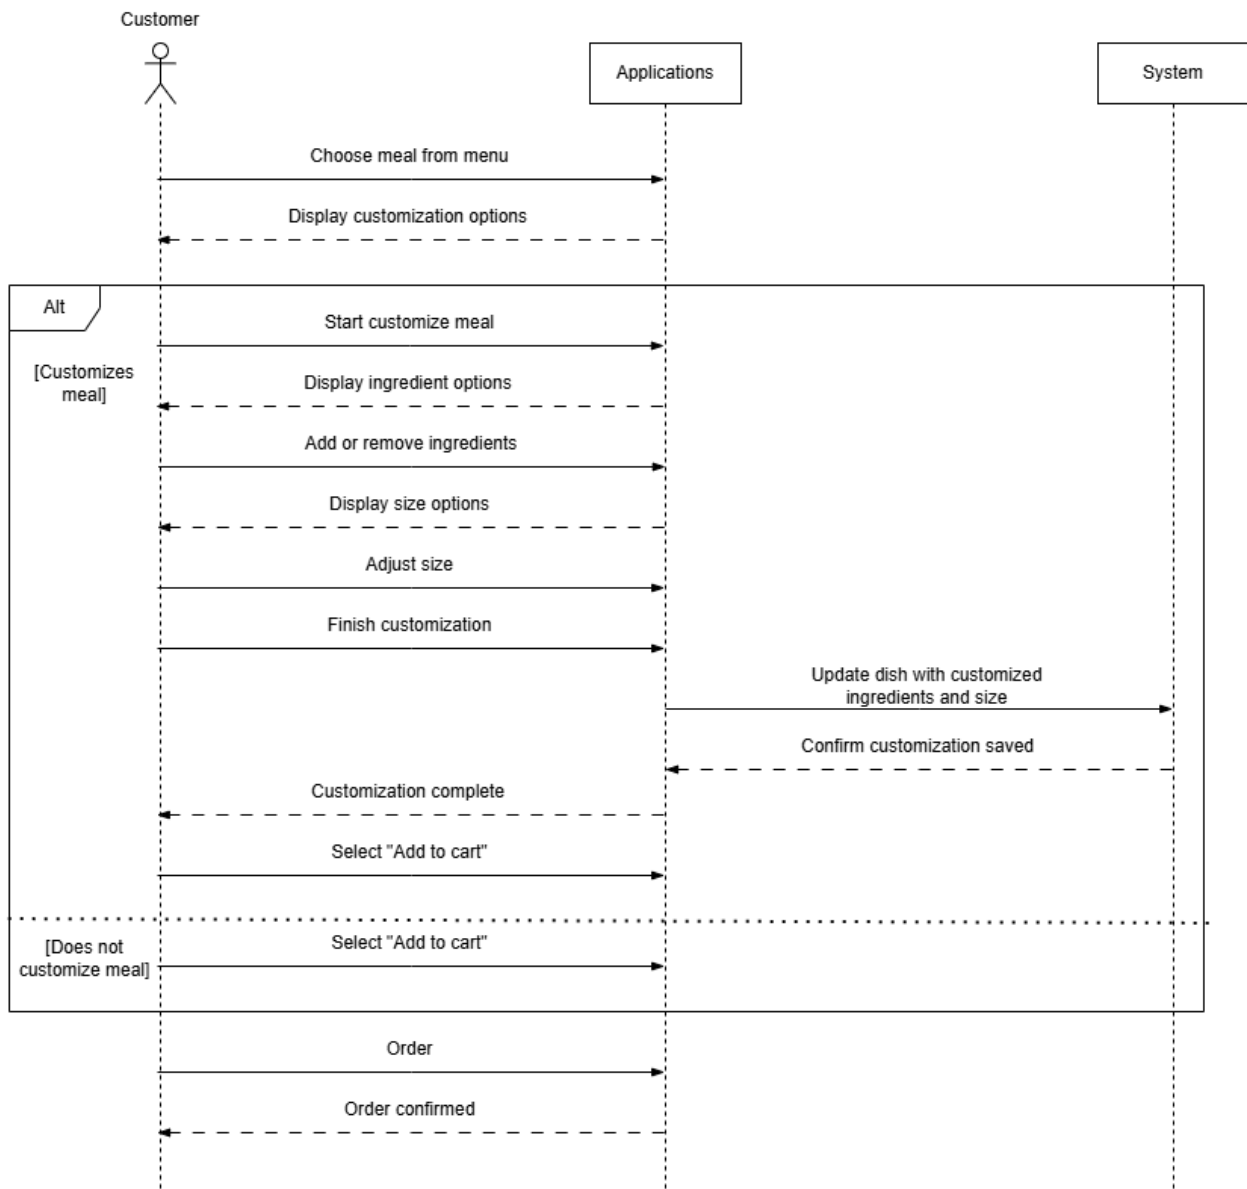 Customer
Applications
System
Choose meal from menu
Display customization options
Alt
Start customize meal
[Customizes
meal]
Display ingredient options
Add or remove ingredients
Display size options
Adjust size
Finish customization
Update dish with customized
ingredients and size
Confirm customization saved
Customization complete
Select "Add to cart"
[Does not
customize meal]
Select "Add to cart"
Order
Order confirmed